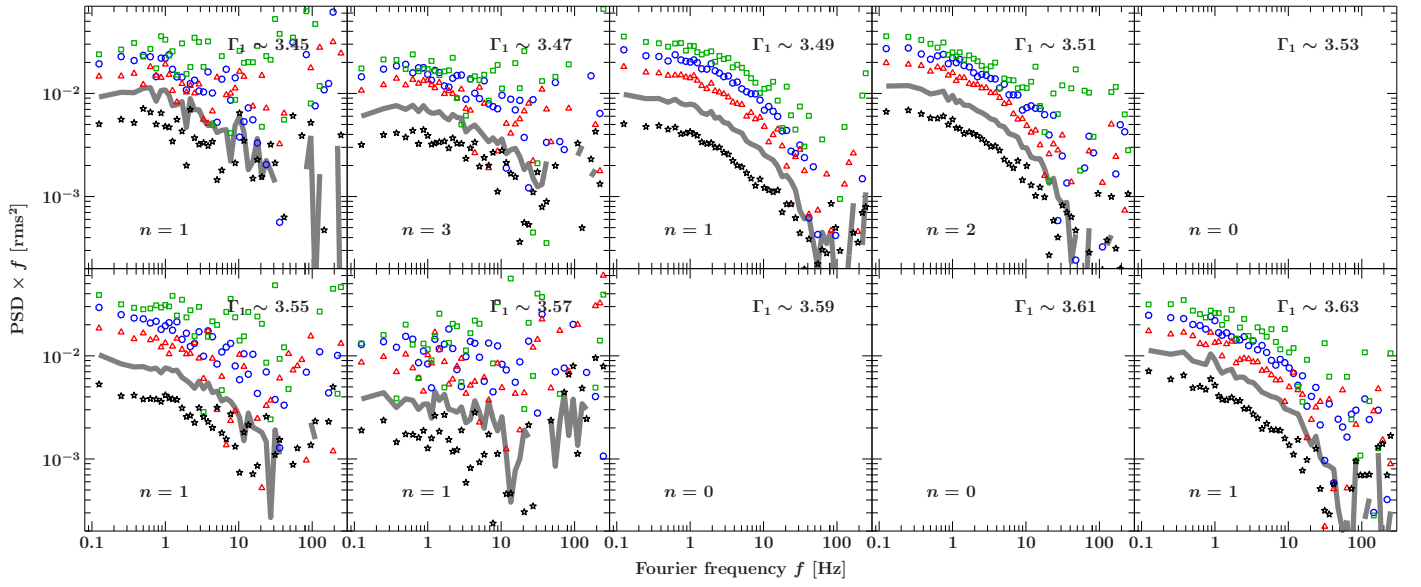 Γ₁ ∼ 3.45 Γ₁ ∼ 3.47 Γ₁ ∼ 3.49 Γ₁ ∼ 3.51 Γ₁ ∼ 3.53
10⁻²
10⁻³
n = 1 n = 3 n = 1 n = 2 n = 0
PSD × f [rms²]
Γ₁ ∼ 3.55 Γ₁ ∼ 3.57 Γ₁ ∼ 3.59 Γ₁ ∼ 3.61 Γ₁ ∼ 3.63
10⁻²
10⁻³
n = 1 n = 1 n = 0 n = 0 n = 1
0.1 1 10 100 0.1 1 10 100 0.1 1 10 100 0.1 1 10 100 0.1 1 10 100
Fourier frequency f [Hz]